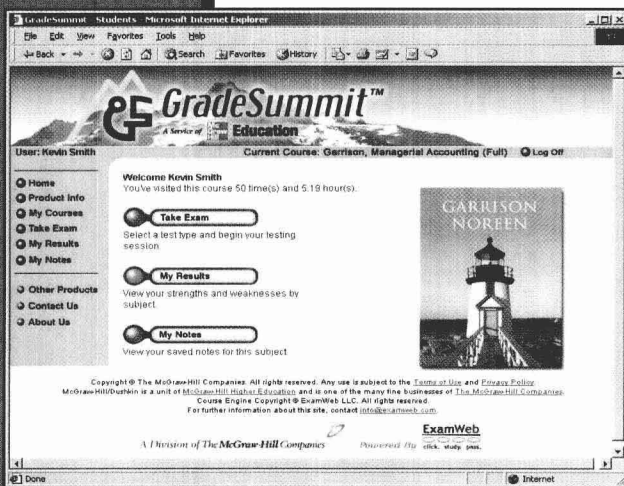 GradeSummit - Students - Microsoft Internet Explorer
File Edit View Favorites Tools Help
Back Search Favorites History
GradeSummit™
A Service of Education
User: Kevin Smith Current Course: Garrison, Managerial Accounting (Full) Log Off
Home
Product Info
My Courses
Take Exam
My Results
My Notes
Other Products
Contact Us
About Us
Welcome Kevin Smith
You've visited this course 50 time(s) and 5.19 hour(s).
Take Exam
Select a test type and begin your testing
session
My Results
View your strengths and weaknesses by
subject
My Notes
View your saved notes for this subject
GARRISON
NOREEN
Copyright © The McGraw-Hill Companies. All rights reserved. Any use is subject to the Terms of Use and Privacy Policy.
McGraw-Hill/Dushkin is a unit of McGraw-Hill Higher Education and is one of the many fine businesses of The McGraw-Hill Companies.
Course Engine Copyright © ExamWeb LLC. All rights reserved.
For further information about this site, contact info@examweb.com.
A Division of The McGraw-Hill Companies
Powered By ExamWeb
click. study. pass.
Done Internet